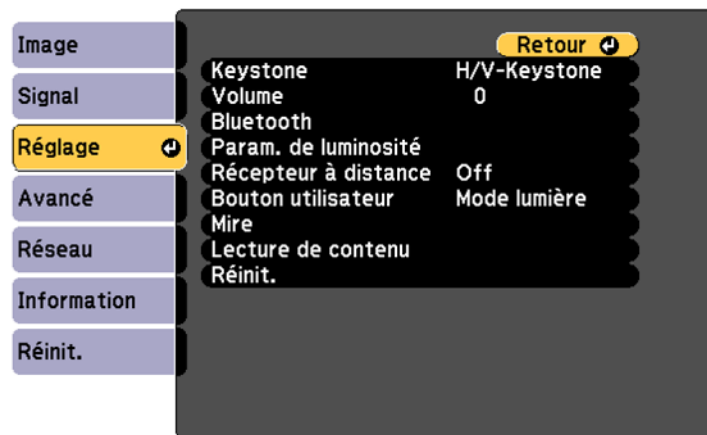 Image
Signal
Réglage
Avancé
Réseau
Information
Réinit.
Retour
Keystone H/V-Keystone
Volume 0
Bluetooth
Param. de luminosité
Récepteur à distance Off
Bouton utilisateur Mode lumière
Mire
Lecture de contenu
Réinit.